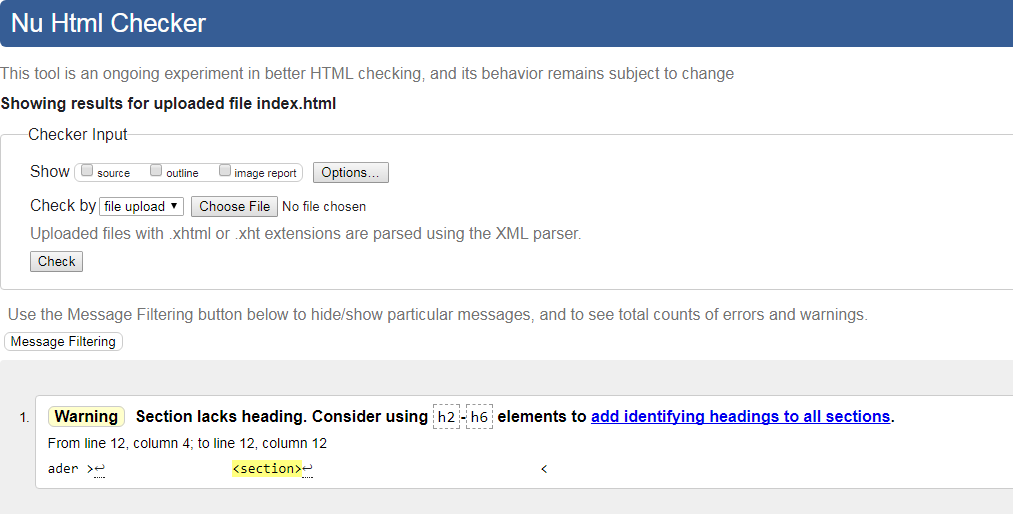 Nu Html Checker
This tool is an ongoing experiment in better HTML checking, and its behavior remains subject to change
Showing results for uploaded file index.html
Checker Input
Show source outline image report Options...
Check by file upload ▼ Choose File No file chosen
Uploaded files with .xhtml or .xht extensions are parsed using the XML parser.
Check
Use the Message Filtering button below to hide/show particular messages, and to see total counts of errors and warnings.
Message Filtering
1. Warning Section lacks heading. Consider using h2-h6 elements to add identifying headings to all sections.
From line 12, column 4; to line 12, column 12
ader >↩ <section>↩ <